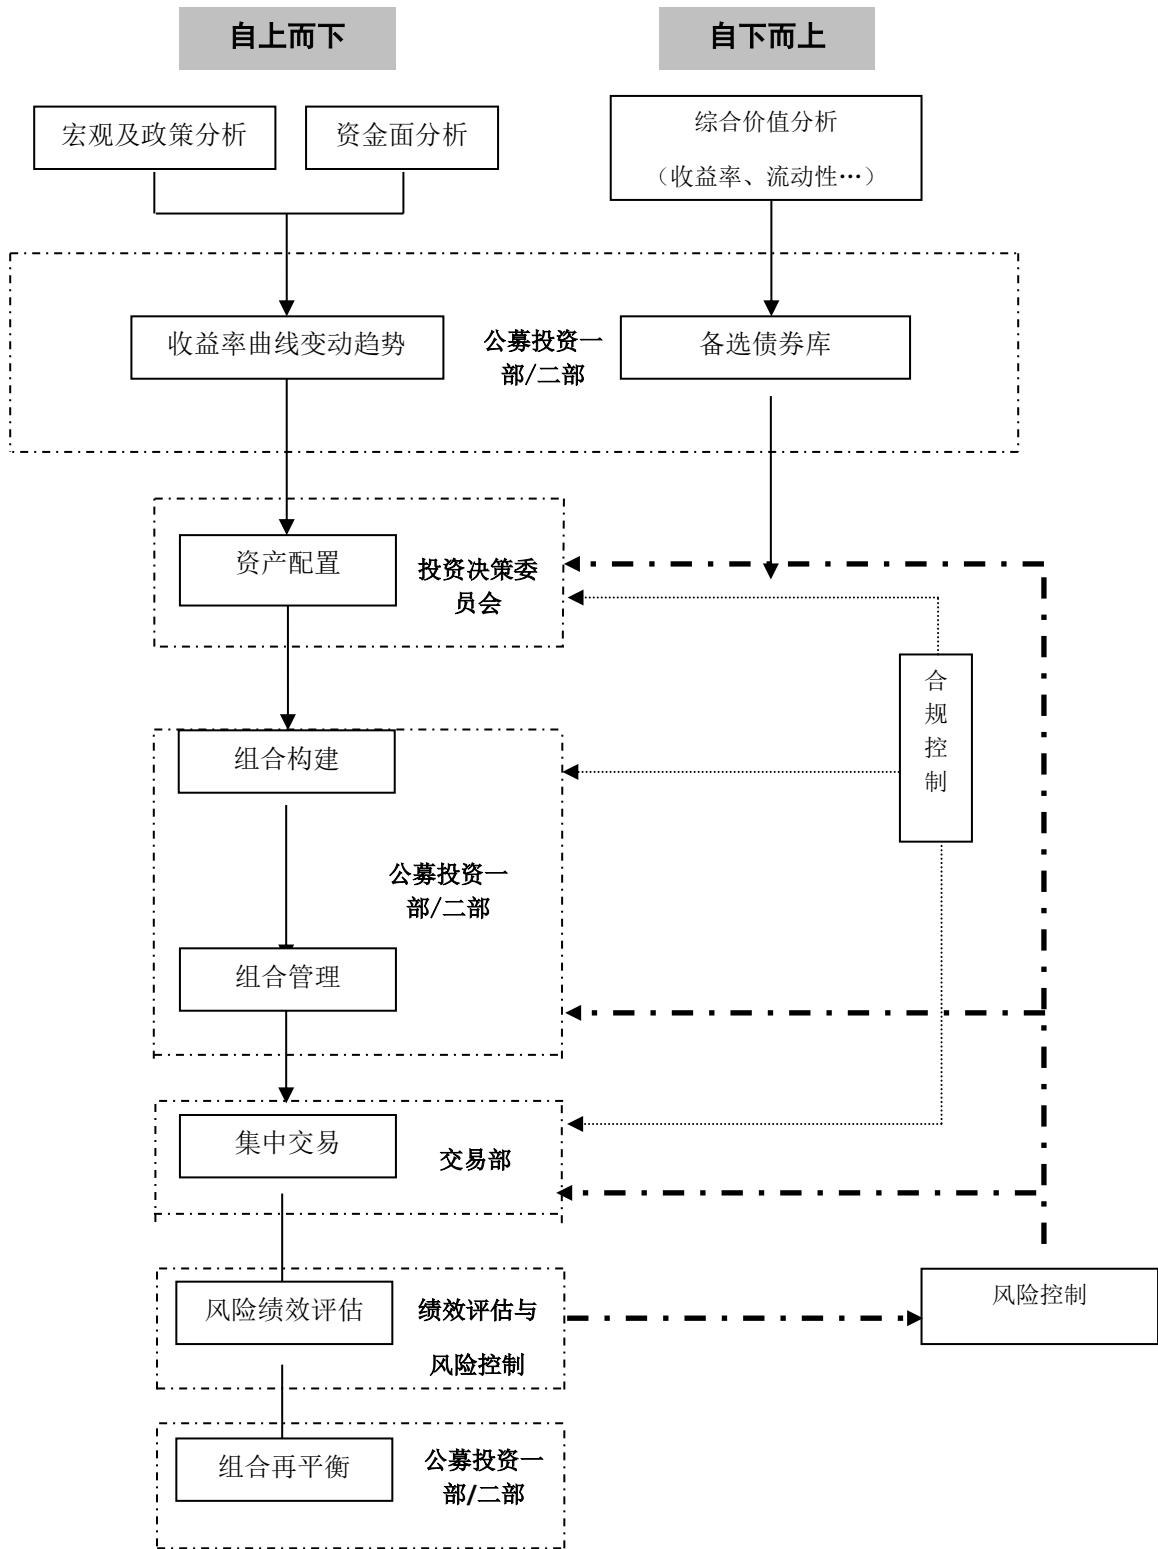 自上而下
自下而上
宏观及政策分析
资金面分析
综合价值分析
（收益率、流动性…）
收益率曲线变动趋势
公募投资一
部/二部
备选债券库
资产配置
投资决策委
员会
合
规
控
制
组合构建
公募投资一
部/二部
组合管理
集中交易
交易部
风险绩效评估
绩效评估与
风险控制
风险控制
组合再平衡
公募投资一
部/二部